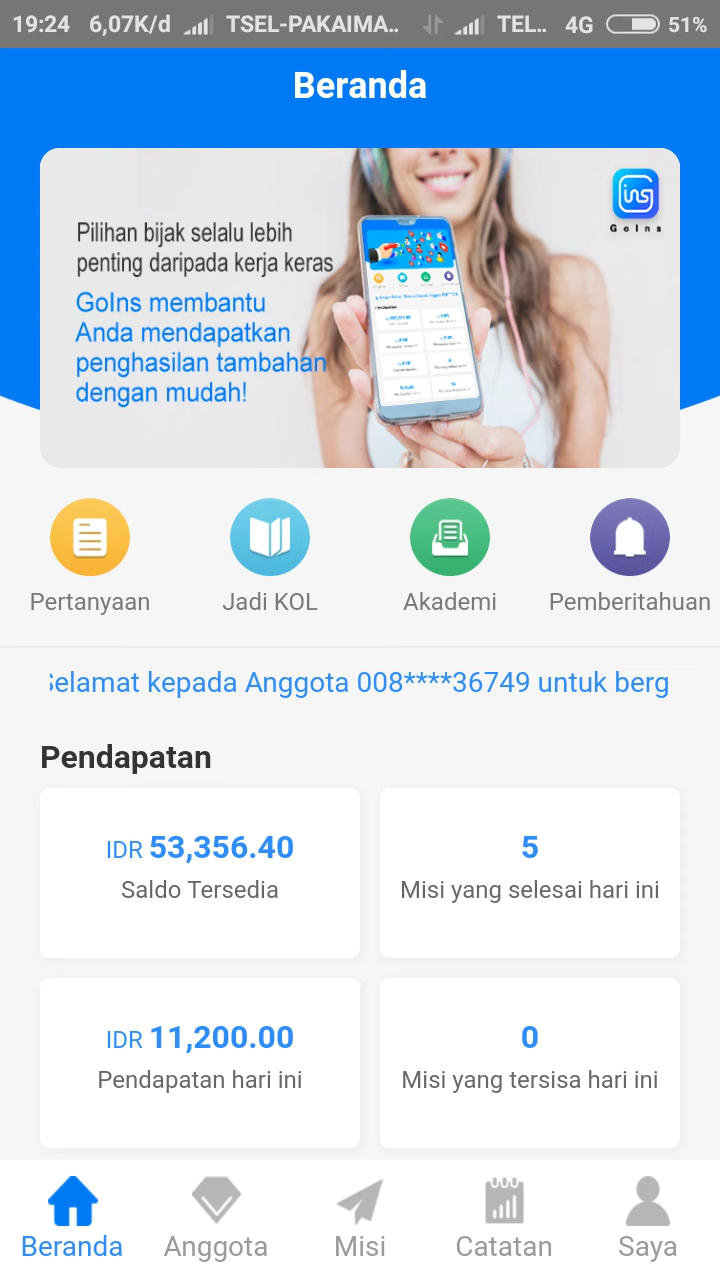 19:24 6,07K/d TSEL-PAKAIMA... TEL... 4G 51%
Beranda
ins
GoIns
Pilihan bijak selalu lebih
penting daripada kerja keras
GoIns membantu
Anda mendapatkan
penghasilan tambahan
dengan mudah!
Pertanyaan
Jadi KOL
Akademi
Pemberitahuan
Selamat kepada Anggota 008****36749 untuk berg
Pendapatan
IDR 53,356.40
Saldo Tersedia
5
Misi yang selesai hari ini
IDR 11,200.00
Pendapatan hari ini
0
Misi yang tersisa hari ini
Beranda
Anggota
Misi
Catatan
Saya